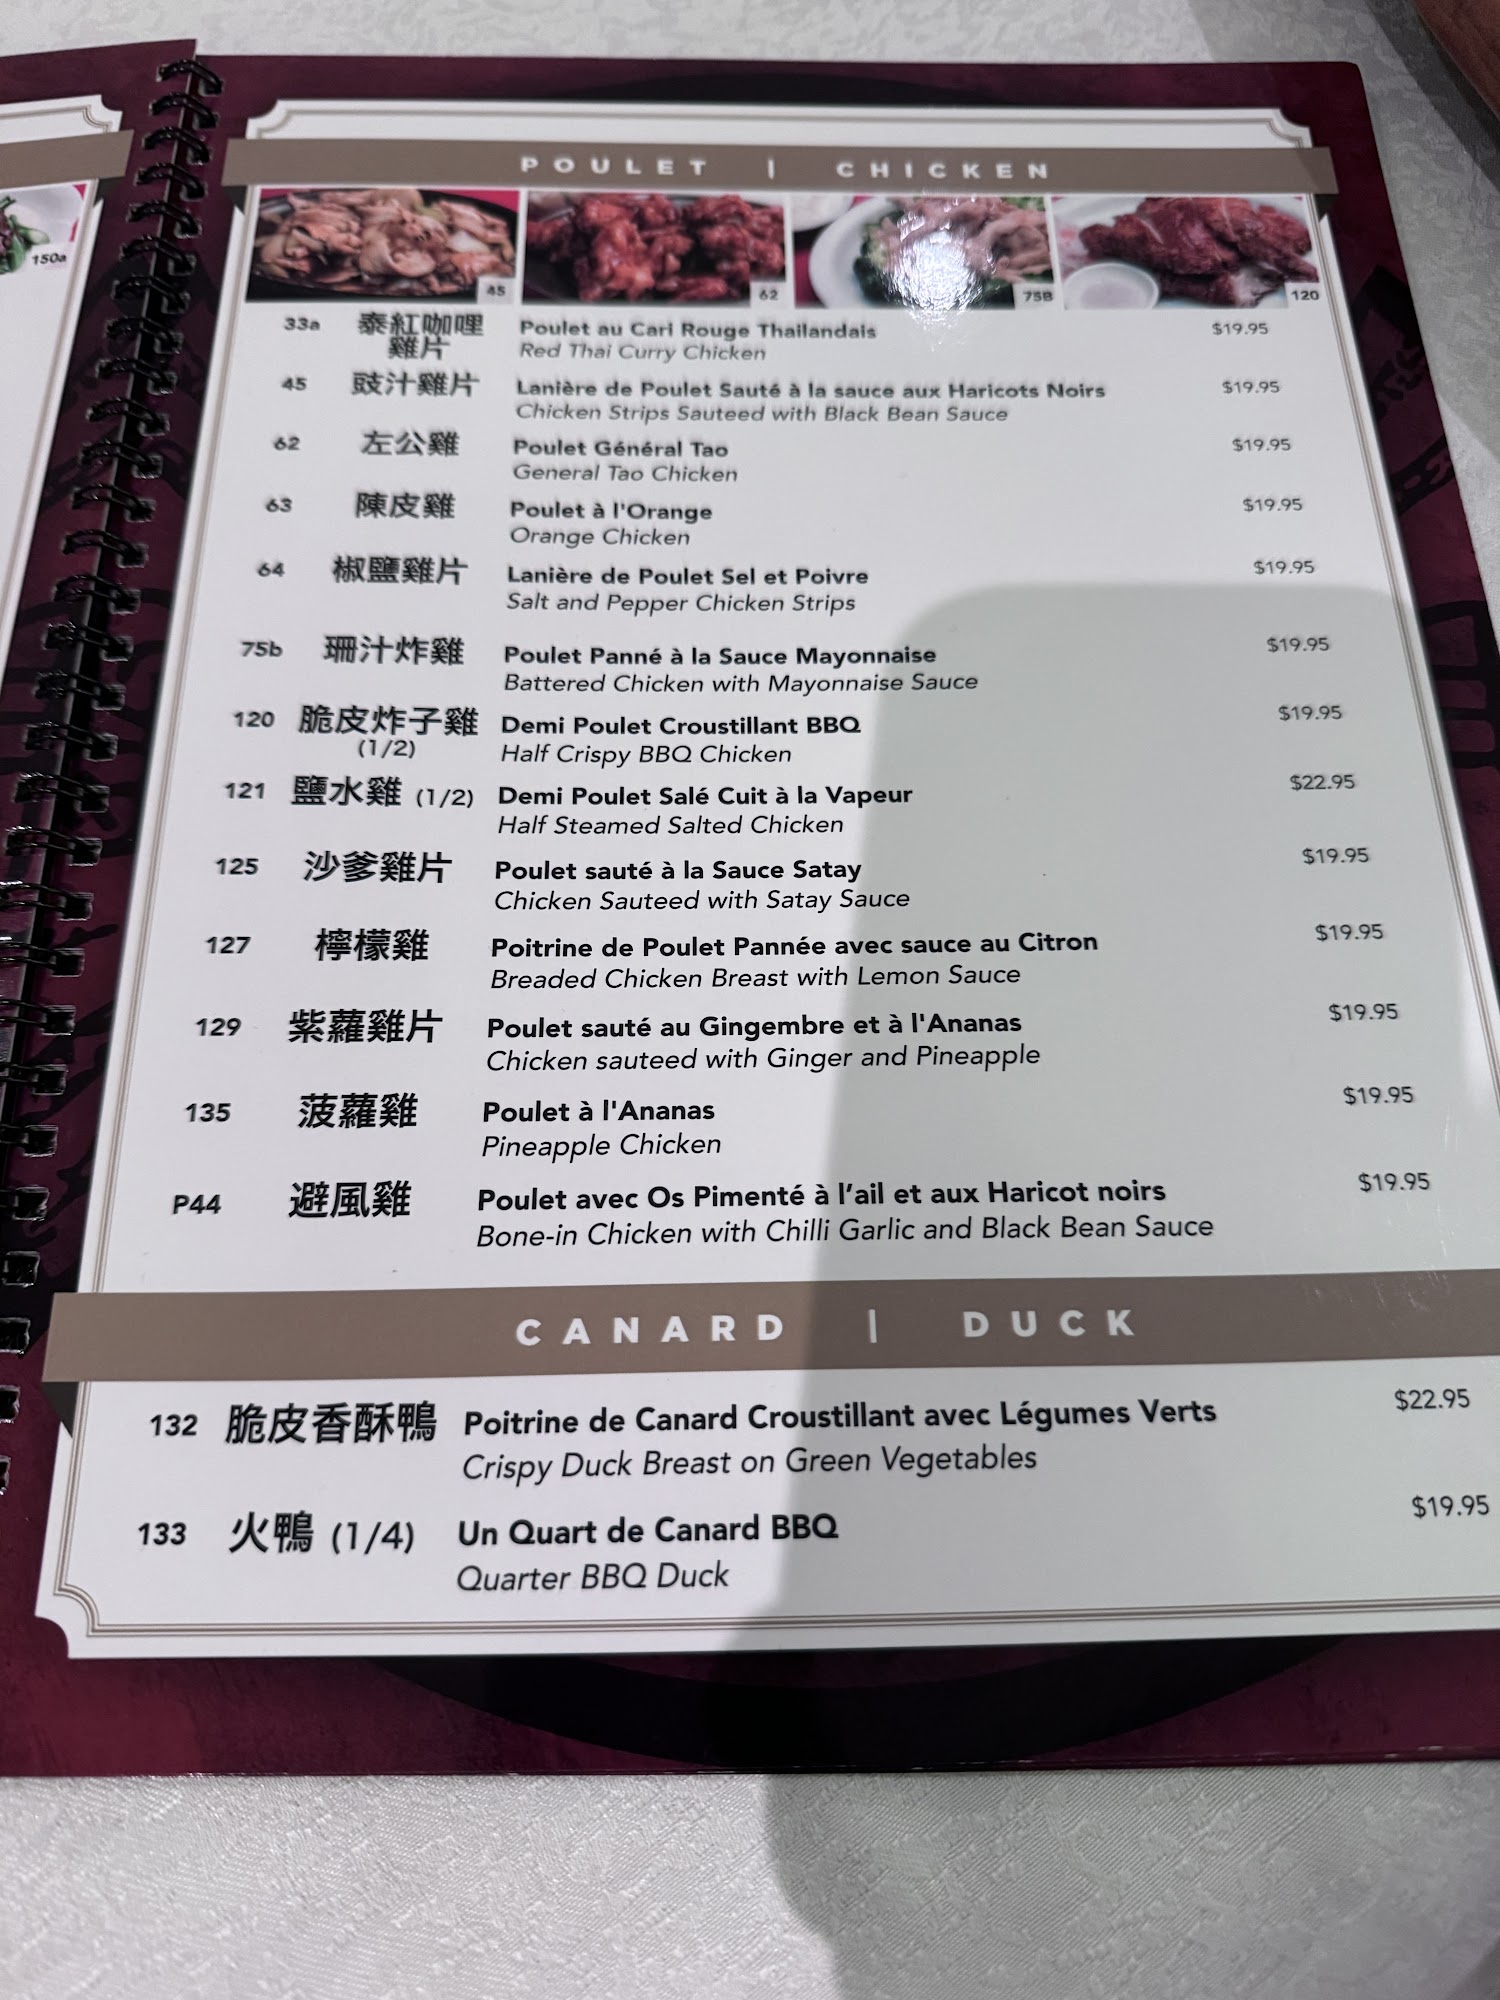 150a
POULET | CHICKEN
45
62
75B
120
33a 泰紅咖哩雞片 Poulet au Cari Rouge Thailandais $19.95
Red Thai Curry Chicken
45 豉汁雞片 Lanière de Poulet Sauté à la sauce aux Haricots Noirs $19.95
Chicken Strips Sauteed with Black Bean Sauce
62 左公雞 Poulet Général Tao $19.95
General Tao Chicken
63 陳皮雞 Poulet à l'Orange $19.95
Orange Chicken
64 椒鹽雞片 Lanière de Poulet Sel et Poivre $19.95
Salt and Pepper Chicken Strips
75b 珊汁炸雞 Poulet Panné à la Sauce Mayonnaise $19.95
Battered Chicken with Mayonnaise Sauce
120 脆皮炸子雞 (1/2) Demi Poulet Croustillant BBQ $19.95
Half Crispy BBQ Chicken
121 鹽水雞 (1/2) Demi Poulet Salé Cuit à la Vapeur $22.95
Half Steamed Salted Chicken
125 沙爹雞片 Poulet sauté à la Sauce Satay $19.95
Chicken Sauteed with Satay Sauce
127 檸檬雞 Poitrine de Poulet Pannée avec sauce au Citron $19.95
Breaded Chicken Breast with Lemon Sauce
129 紫蘿雞片 Poulet sauté au Gingembre et à l'Ananas $19.95
Chicken sauteed with Ginger and Pineapple
135 菠蘿雞 Poulet à l'Ananas $19.95
Pineapple Chicken
P44 避風雞 Poulet avec Os Pimenté à l’ail et aux Haricot noirs $19.95
Bone-in Chicken with Chilli Garlic and Black Bean Sauce
CANARD | DUCK
132 脆皮香酥鴨 Poitrine de Canard Croustillant avec Légumes Verts $22.95
Crispy Duck Breast on Green Vegetables
133 火鴨 (1/4) Un Quart de Canard BBQ $19.95
Quarter BBQ Duck